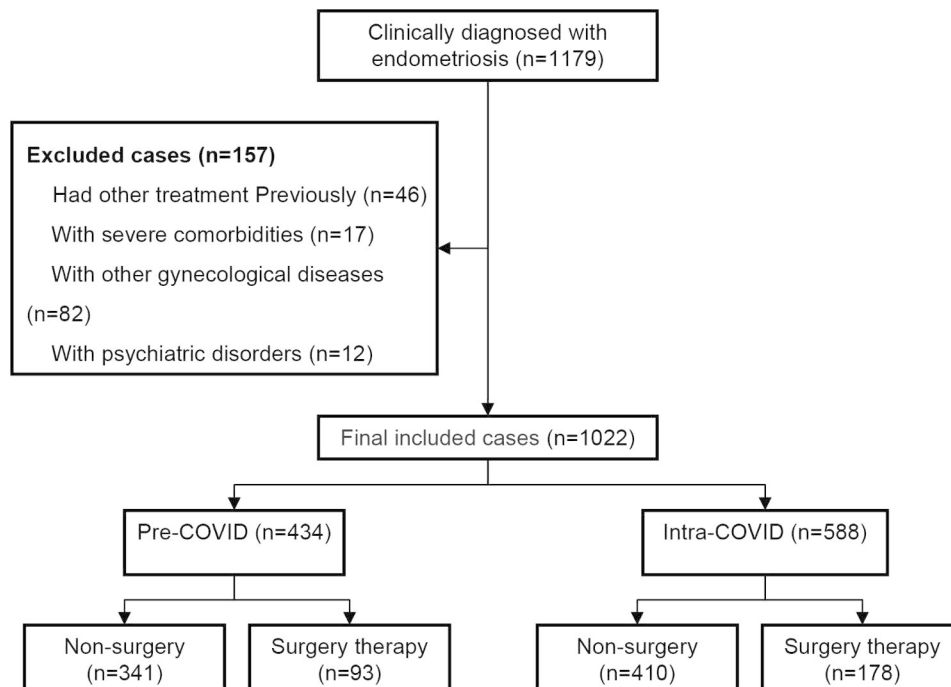 Clinically diagnosed with
endometriosis (n=1179)
Excluded cases (n=157)
Had other treatment Previously (n=46)
With severe comorbidities (n=17)
With other gynecological diseases
(n=82)
With psychiatric disorders (n=12)
Final included cases (n=1022)
Pre-COVID (n=434)
Intra-COVID (n=588)
Non-surgery
(n=341)
Surgery therapy
(n=93)
Non-surgery
(n=410)
Surgery therapy
(n=178)